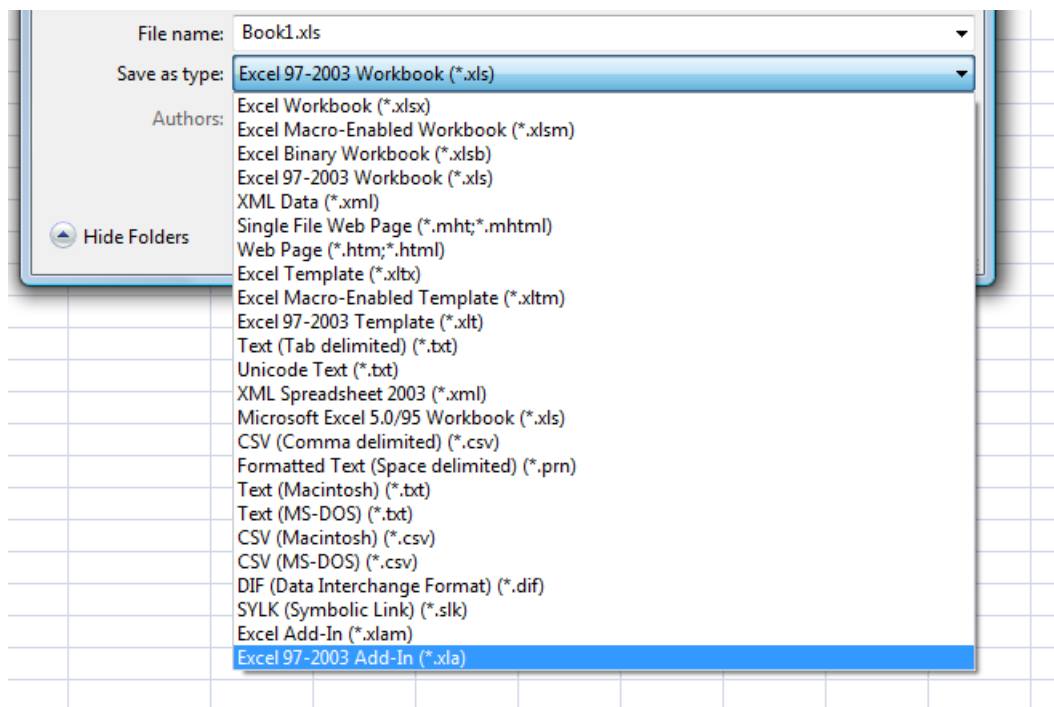 File name: Book1.xls
Save as type: Excel 97-2003 Workbook (*.xls)
Authors:
Excel Workbook (*.xlsx)
Excel Macro-Enabled Workbook (*.xlsm)
Excel Binary Workbook (*.xlsb)
Excel 97-2003 Workbook (*.xls)
XML Data (*.xml)
Single File Web Page (*.mht;*.mhtml)
Hide Folders
Web Page (*.htm;*.html)
Excel Template (*.xltx)
Excel Macro-Enabled Template (*.xltm)
Excel 97-2003 Template (*.xlt)
Text (Tab delimited) (*.txt)
Unicode Text (*.txt)
XML Spreadsheet 2003 (*.xml)
Microsoft Excel 5.0/95 Workbook (*.xls)
CSV (Comma delimited) (*.csv)
Formatted Text (Space delimited) (*.prn)
Text (Macintosh) (*.txt)
Text (MS-DOS) (*.txt)
CSV (Macintosh) (*.csv)
CSV (MS-DOS) (*.csv)
DIF (Data Interchange Format) (*.dif)
SYLK (Symbolic Link) (*.slk)
Excel Add-In (*.xlam)
Excel 97-2003 Add-In (*.xla)